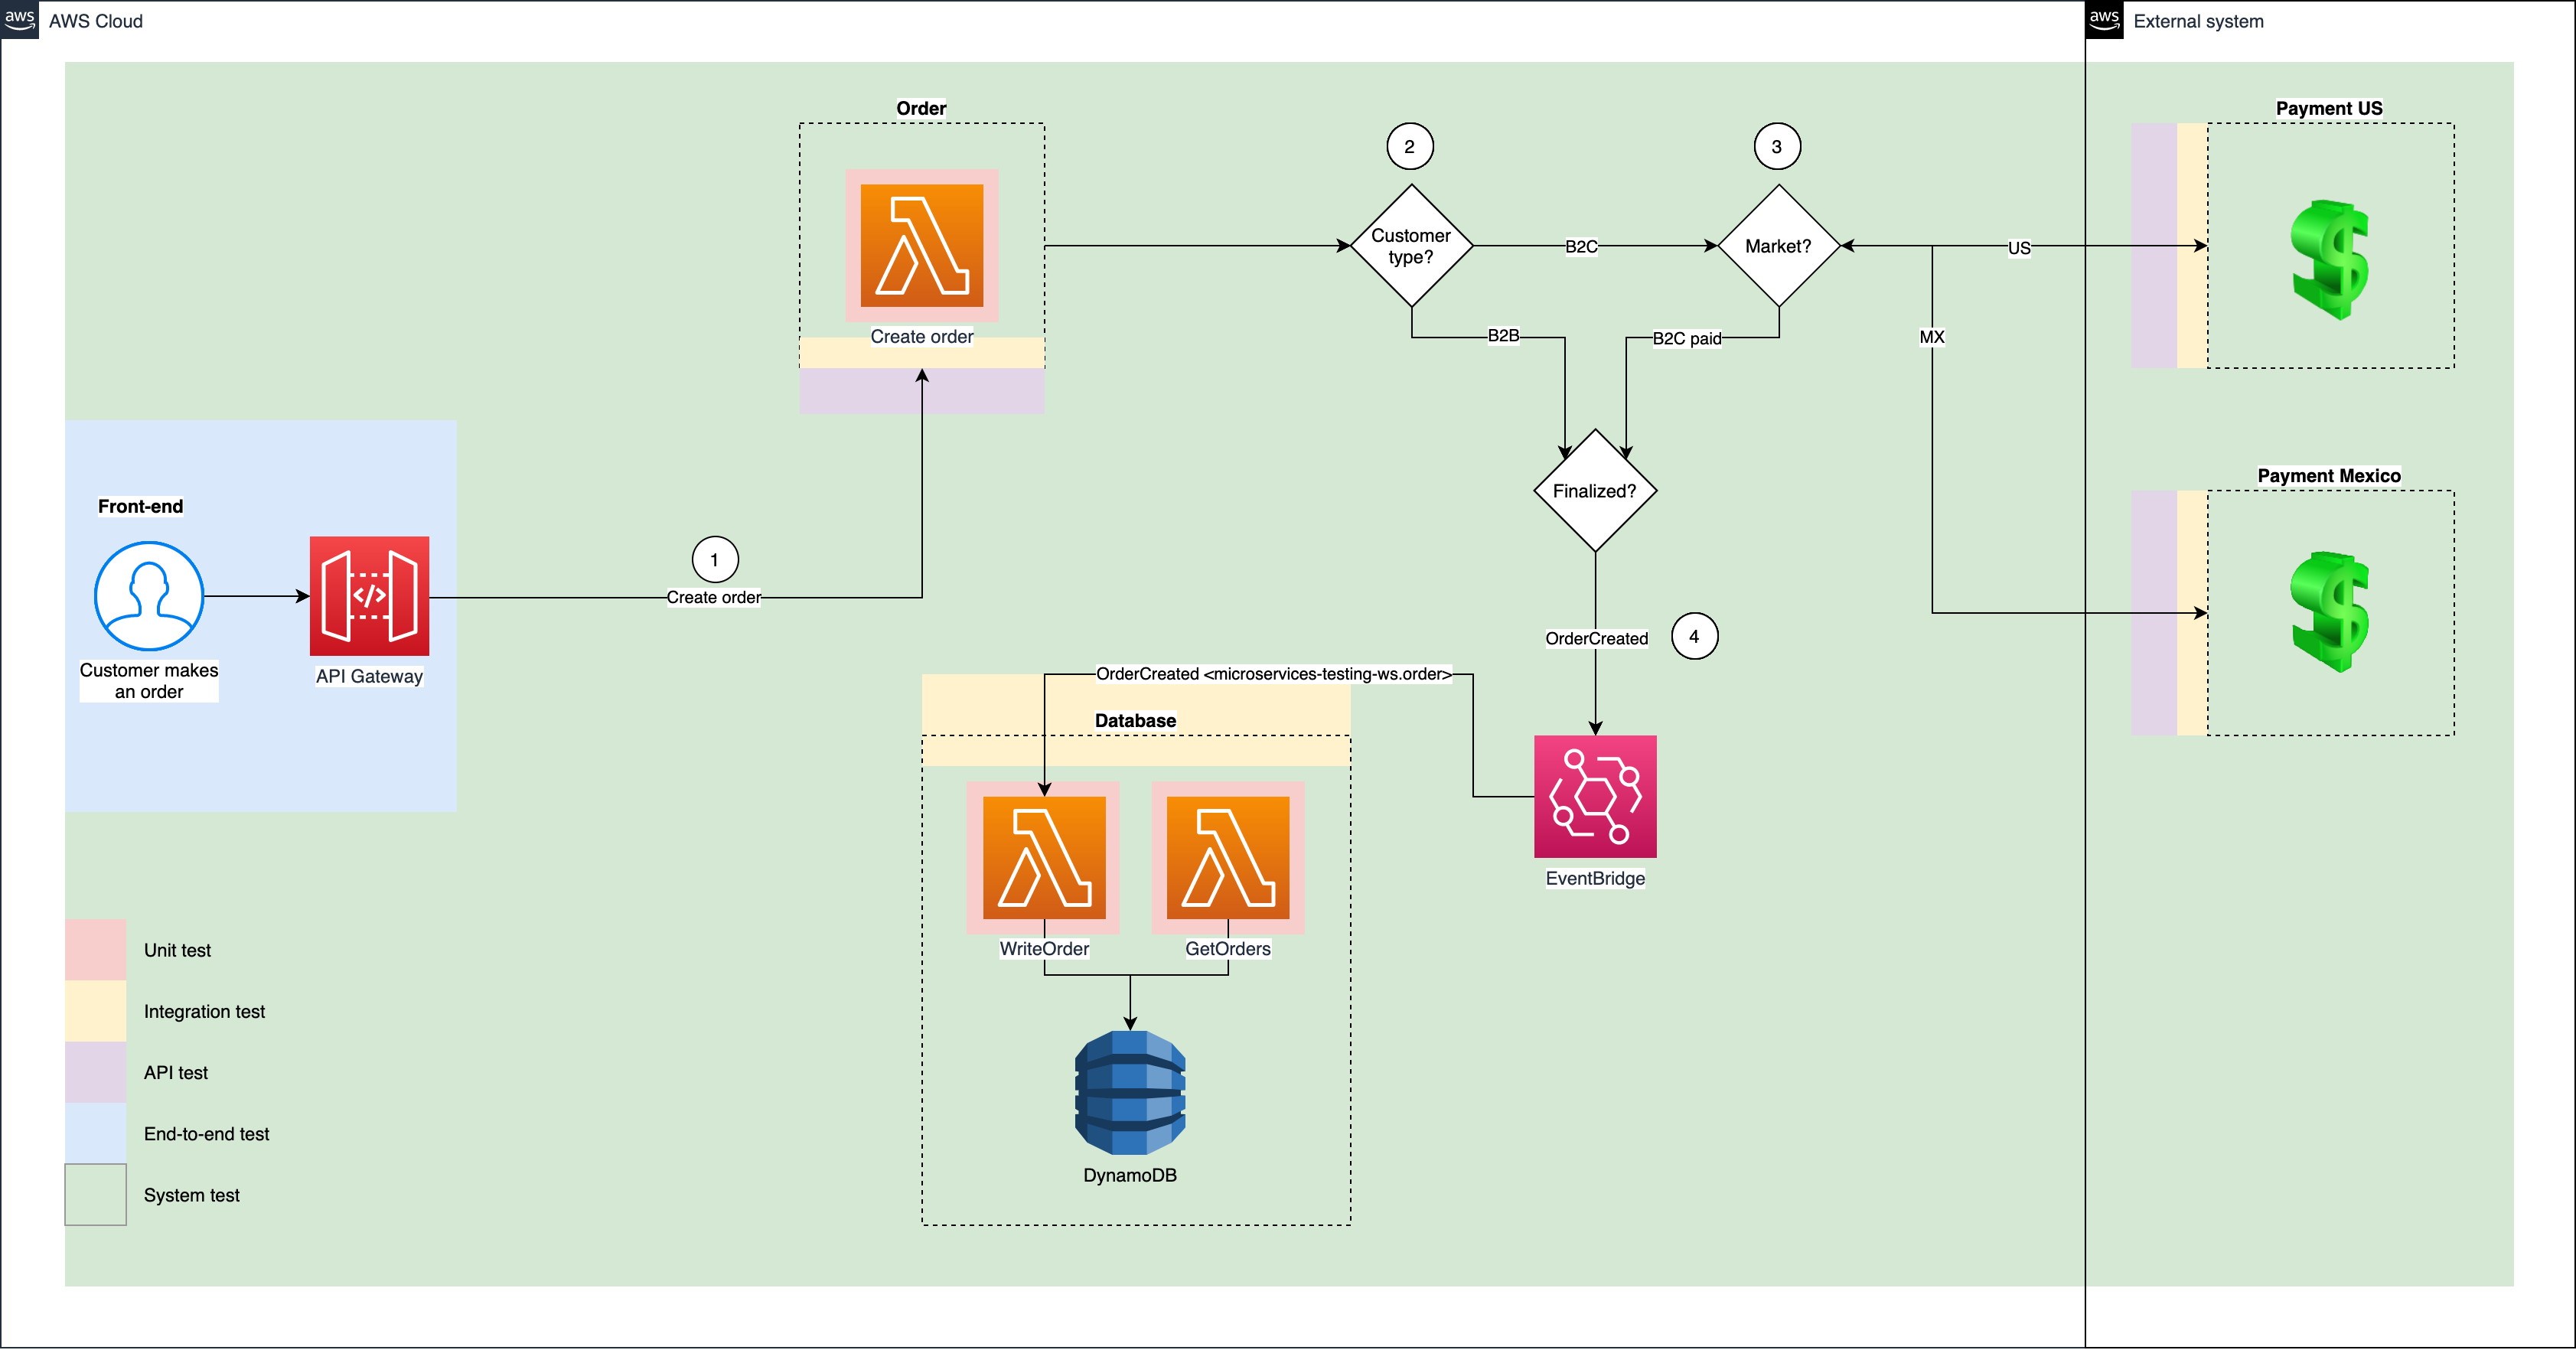 aws
AWS Cloud
aws
External system
Order
Create order
2
Customer
type?
B2C
3
Market?
US
Payment US
B2B
B2C paid
MX
Finalized?
Payment Mexico
Front-end
Customer makes
an order
</>
API Gateway
1
Create order
OrderCreated
4
OrderCreated <microservices-testing-ws.order>
Database
WriteOrder
GetOrders
EventBridge
DynamoDB
Unit test
Integration test
API test
End-to-end test
System test